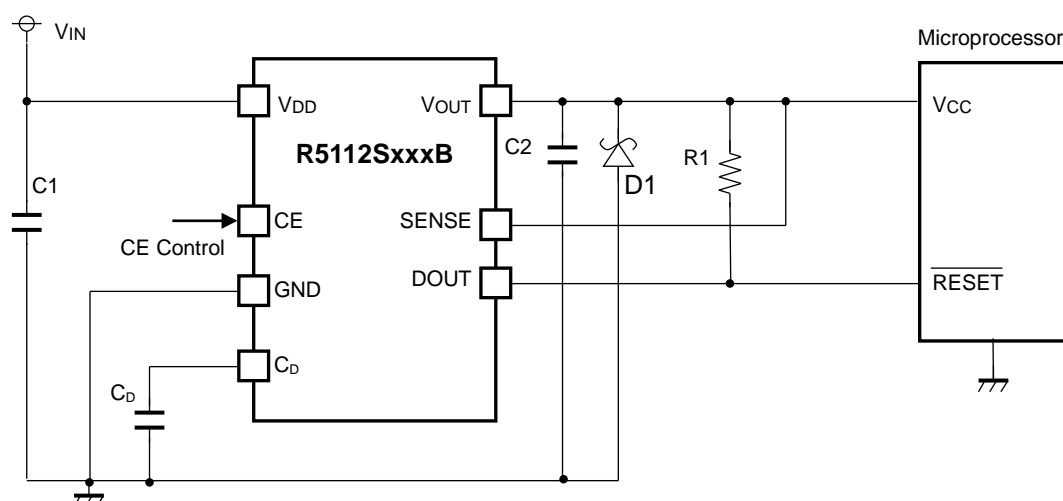 VIN
Microprocessor
VDD
VOUT
VCC
R5112SxxxB
C2
R1
D1
C1
CE
SENSE
CE Control
GND
DOUT
RESET
CD
CD